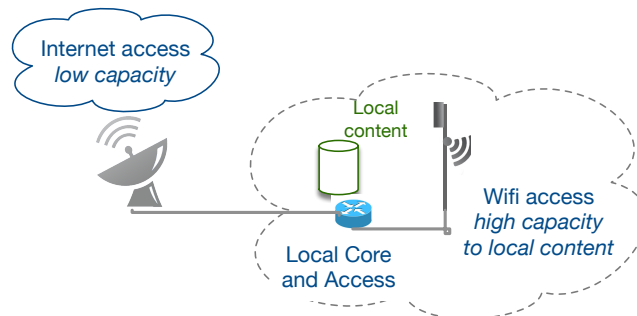 Internet access
low capacity
Local
content
Wifi access
high capacity
to local content
Local Core
and Access